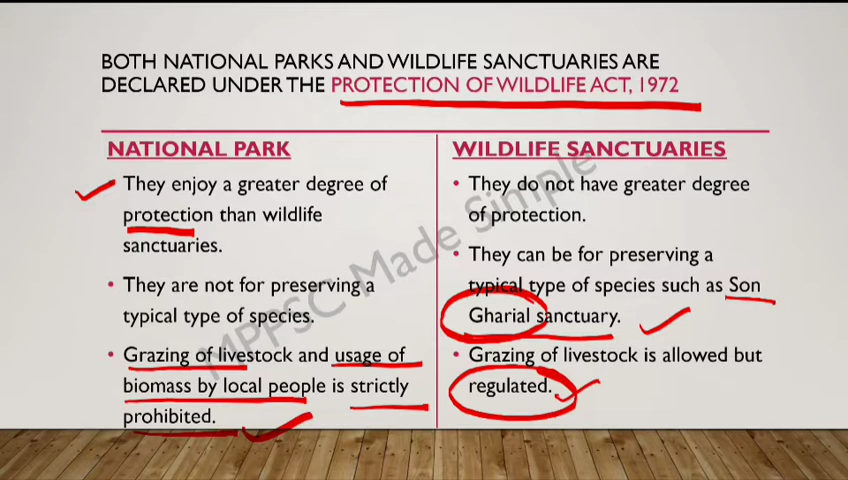 BOTH NATIONAL PARKS AND WILDLIFE SANCTUARIES ARE
DECLARED UNDER THE PROTECTION OF WILDLIFE ACT, 1972
NATIONAL PARK
They enjoy a greater degree of
protection than wildlife
sanctuaries.
• They are not for preserving a
typical type of species.
• Grazing of livestock and usage of
biomass by local people is strictly
prohibited.
WILDLIFE SANCTUARIES
• They do not have greater degree
of protection.
• They can be for preserving a
typical type of species such as Son
Gharial sanctuary.
• Grazing of livestock is allowed but
regulated.
MPPSC Made Simple